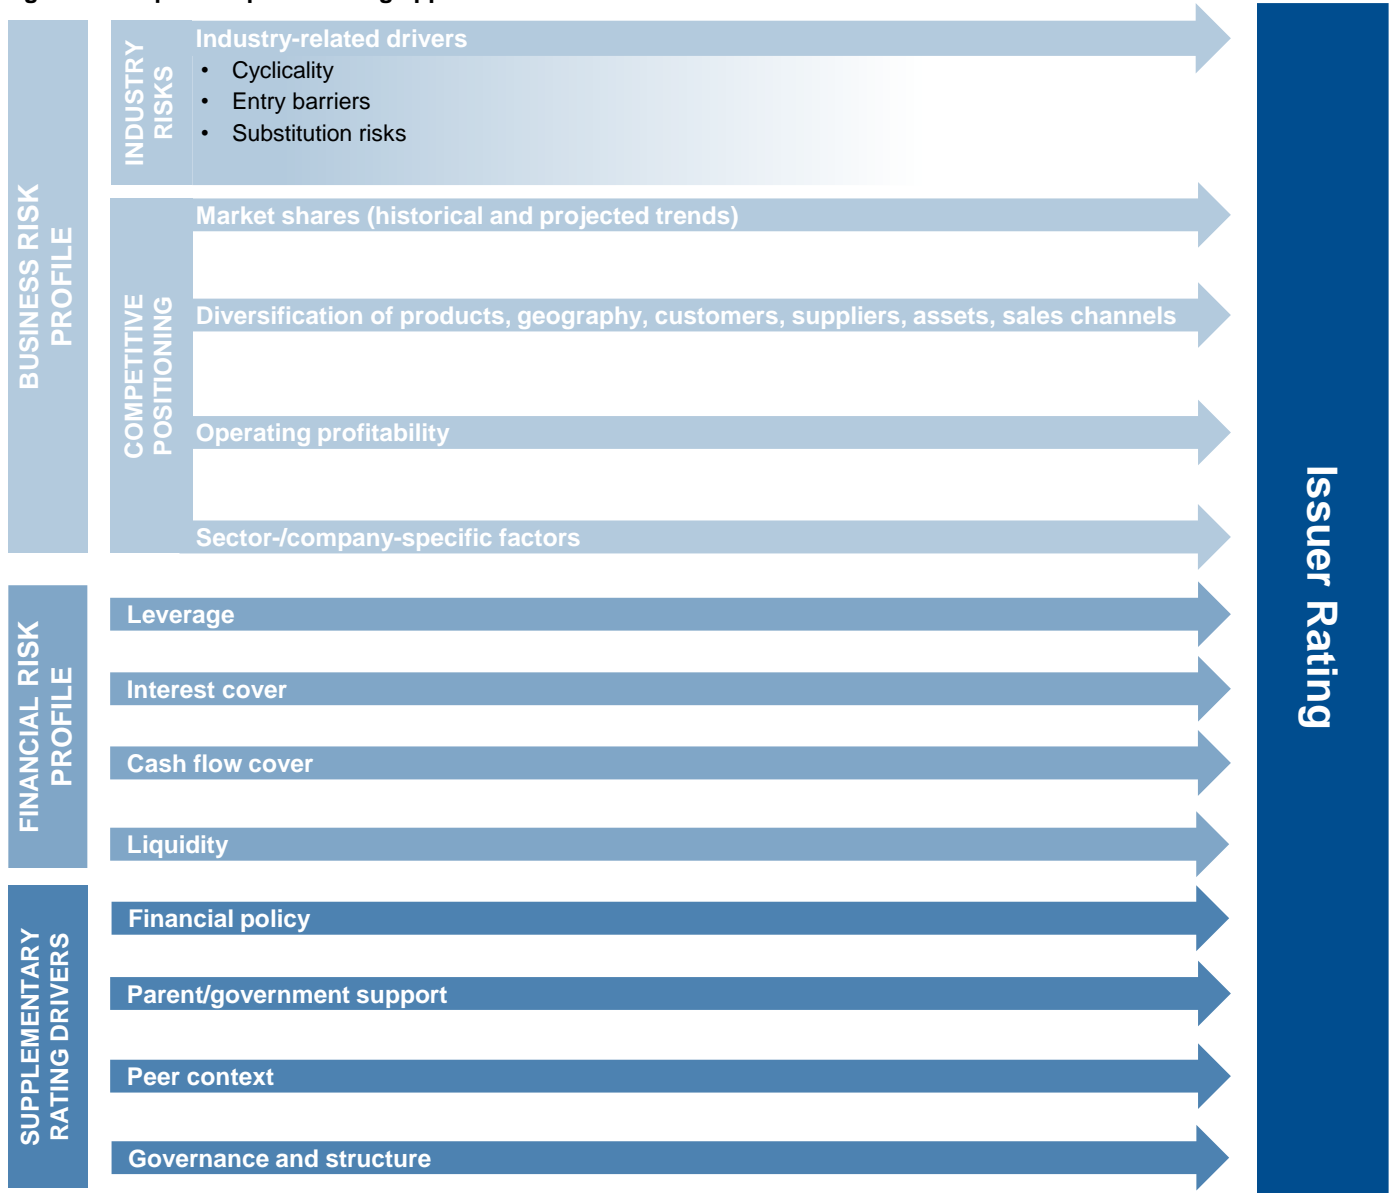 BUSINESS RISK
PROFILE
INDUSTRY
RISKS
Industry-related drivers
• Cyclicality
• Entry barriers
• Substitution risks
COMPETITIVE
POSITIONING
Market shares (historical and projected trends)
Diversification of products, geography, customers, suppliers, assets, sales channels
Operating profitability
Sector-/company-specific factors
FINANCIAL RISK
PROFILE
Leverage
Interest cover
Cash flow cover
Liquidity
SUPPLEMENTARY
RATING DRIVERS
Financial policy
Parent/government support
Peer context
Governance and structure
Issuer Rating